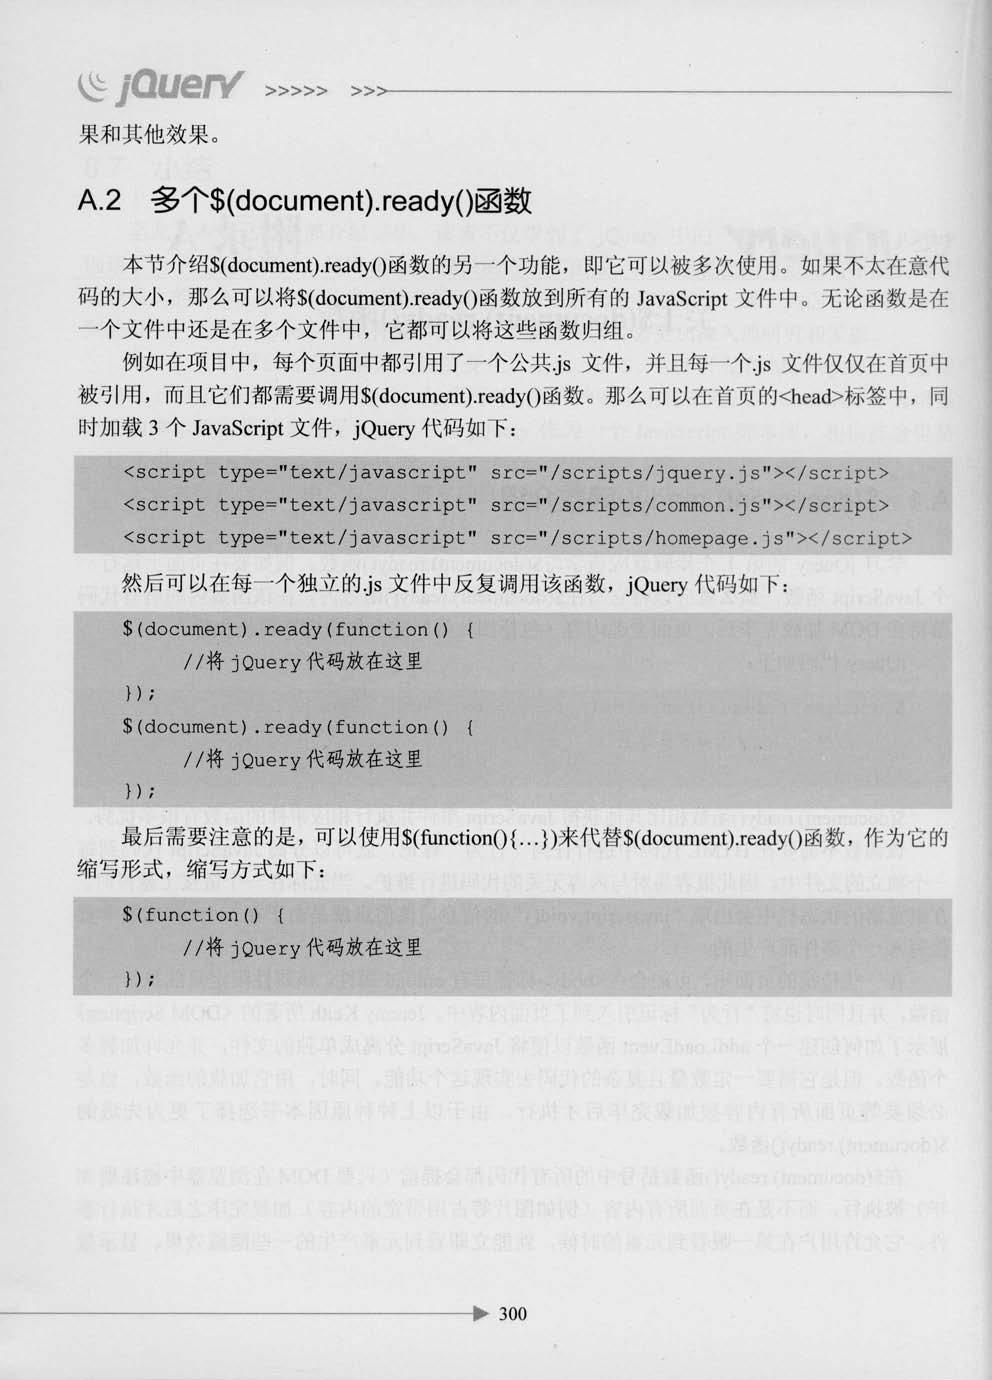 jQuery >>>>> >>>
果和其他效果。
A.2 多个$(document).ready()函数
本节介绍$(document).ready()函数的另一个功能，即它可以被多次使用。如果不太在意代
码的大小，那么可以将$(document).ready()函数放到所有的 JavaScript 文件中。无论函数是在
一个文件中还是在多个文件中，它都可以将这些函数归组。
例如在项目中，每个页面中都引用了一个公共.js 文件，并且每一个.js 文件仅仅在首页中
被引用，而且它们都需要调用$(document).ready()函数。那么可以在首页的<head>标签中，同
时加载 3 个 JavaScript 文件，jQuery 代码如下：
<script type="text/javascript" src="/scripts/jquery.js"></script>
<script type="text/javascript" src="/scripts/common.js"></script>
<script type="text/javascript" src="/scripts/homepage.js"></script>
然后可以在每一个独立的.js 文件中反复调用该函数，jQuery 代码如下：
$(document).ready(function() {
//将 jQuery 代码放在这里
});
$(document).ready(function() {
//将 jQuery 代码放在这里
});
最后需要注意的是，可以使用$(function(){…})来代替$(document).ready()函数，作为它的
缩写形式，缩写方式如下：
$(function() {
//将 jQuery 代码放在这里
});
300